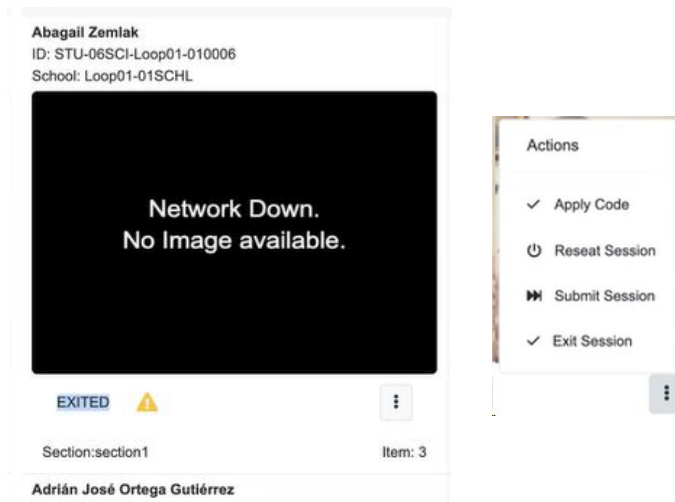 Abagail Zemlak
ID: STU-06SCI-Loop01-010006
School: Loop01-01SCHL
Network Down.
No Image available.
EXITED
Section:section1
Item: 3
Adrián José Ortega Gutiérrez
Actions
Apply Code
Reseat Session
Submit Session
Exit Session